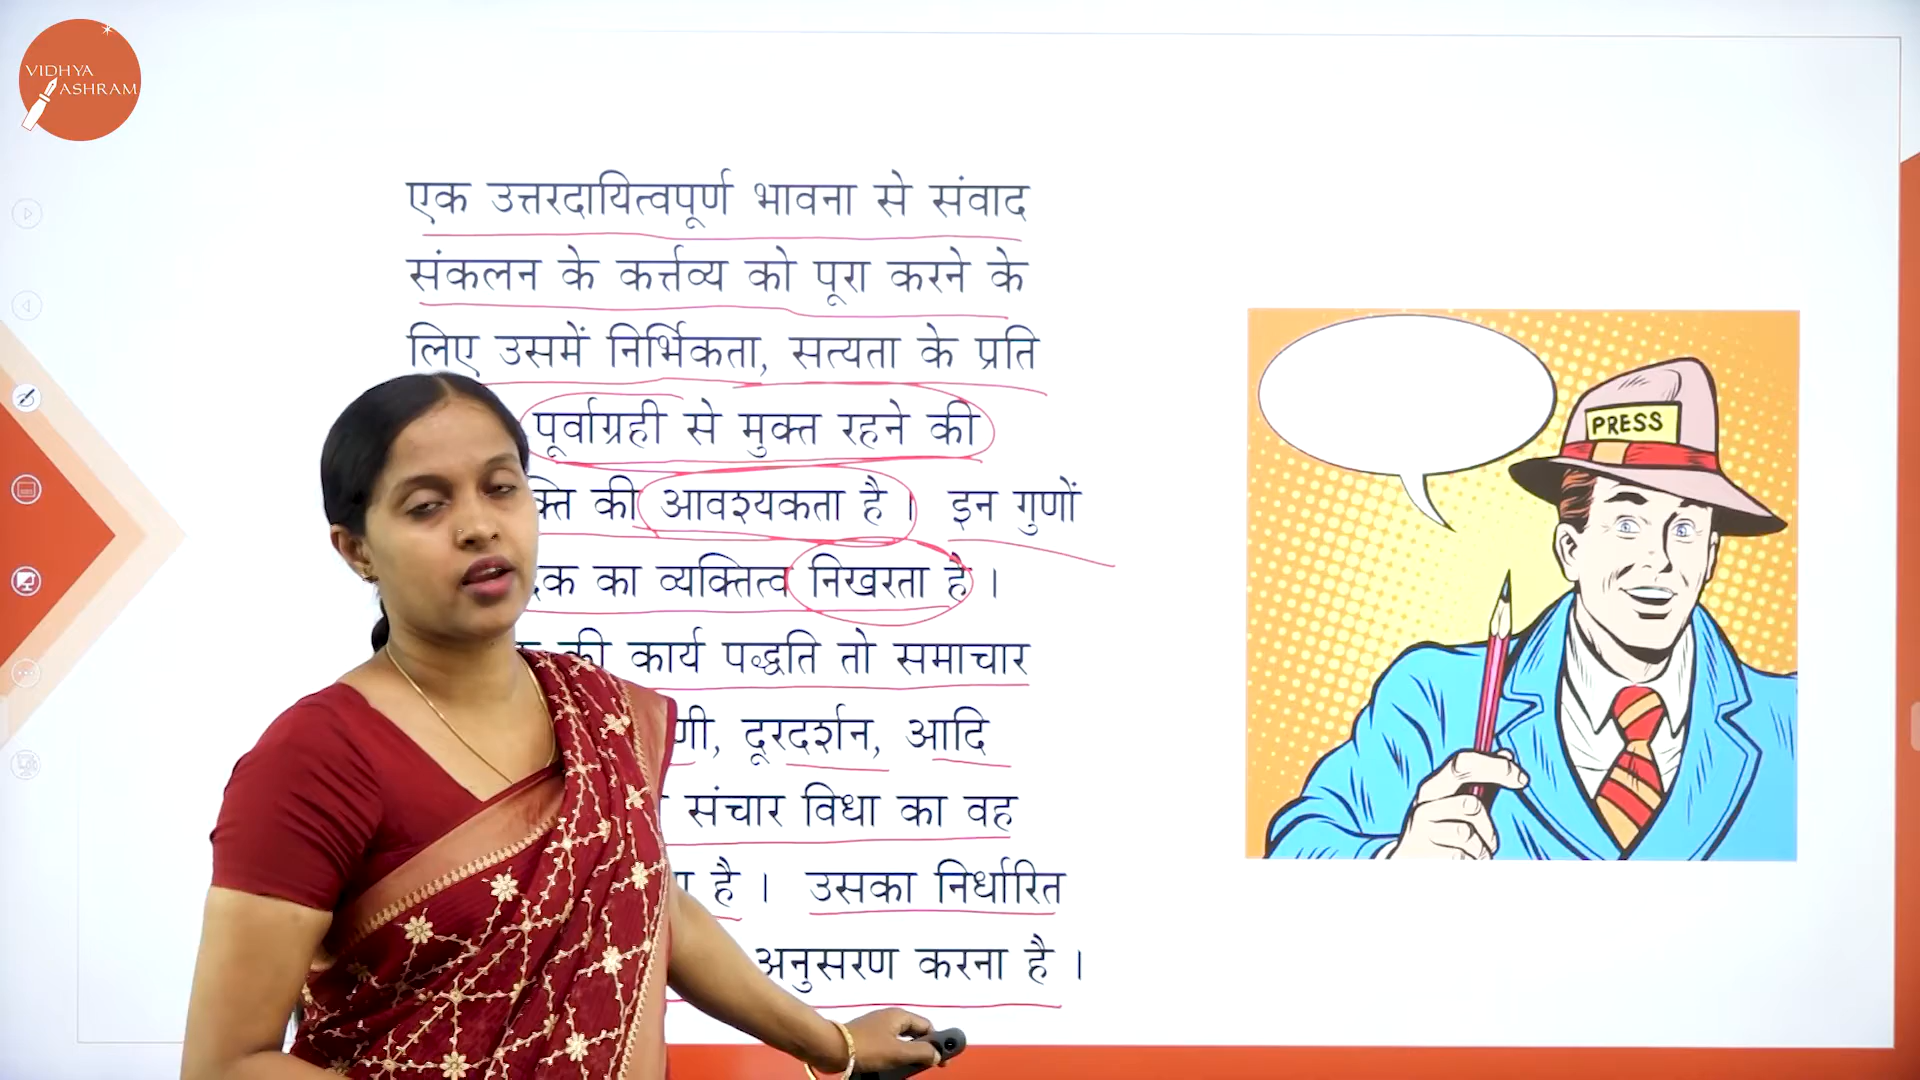 VIDHYA
ASHRAM
एक उत्तरदायित्वपूर्ण भावना से संवाद
संकलन के कर्त्तव्य को पूरा करने के
लिए उसमें निर्भिकता, सत्यता के प्रति
पूर्वाग्रही से मुक्त रहने की
की आवश्यकता है । इन गुणों
का व्यक्तित्व निखरता है ।
की कार्य पद्धति तो समाचार
दूरदर्शन, आदि
संचार विधा का वह
है । उसका निर्धारित
अनुसरण करना है ।
PRESS